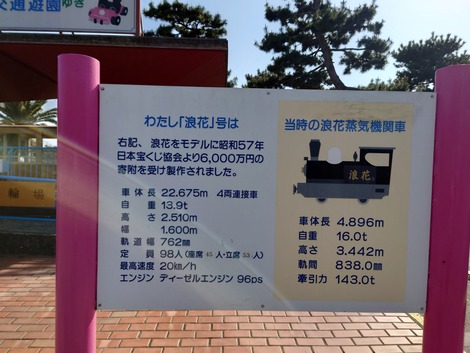 交通遊園
ゆき
わたし「浪花」号は
右記、浪花をモデルに昭和57年
日本宝くじ協会より6,000万円の
寄附を受け製作されました。
車体長 22.675m 4両連接車
自重 13.9t
高さ 2.510m
幅 1.600m
軌道幅 762㎜
定員 98人(座席45人・立席53人)
最高速度 20㎞/h
エンジン ディーゼルエンジン 96ps
当時の浪花蒸気機関車
浪花
車体長 4.896m
自重 16.0t
高さ 3.442m
軌間 838.0㎜
牽引力 143.0t
輪場